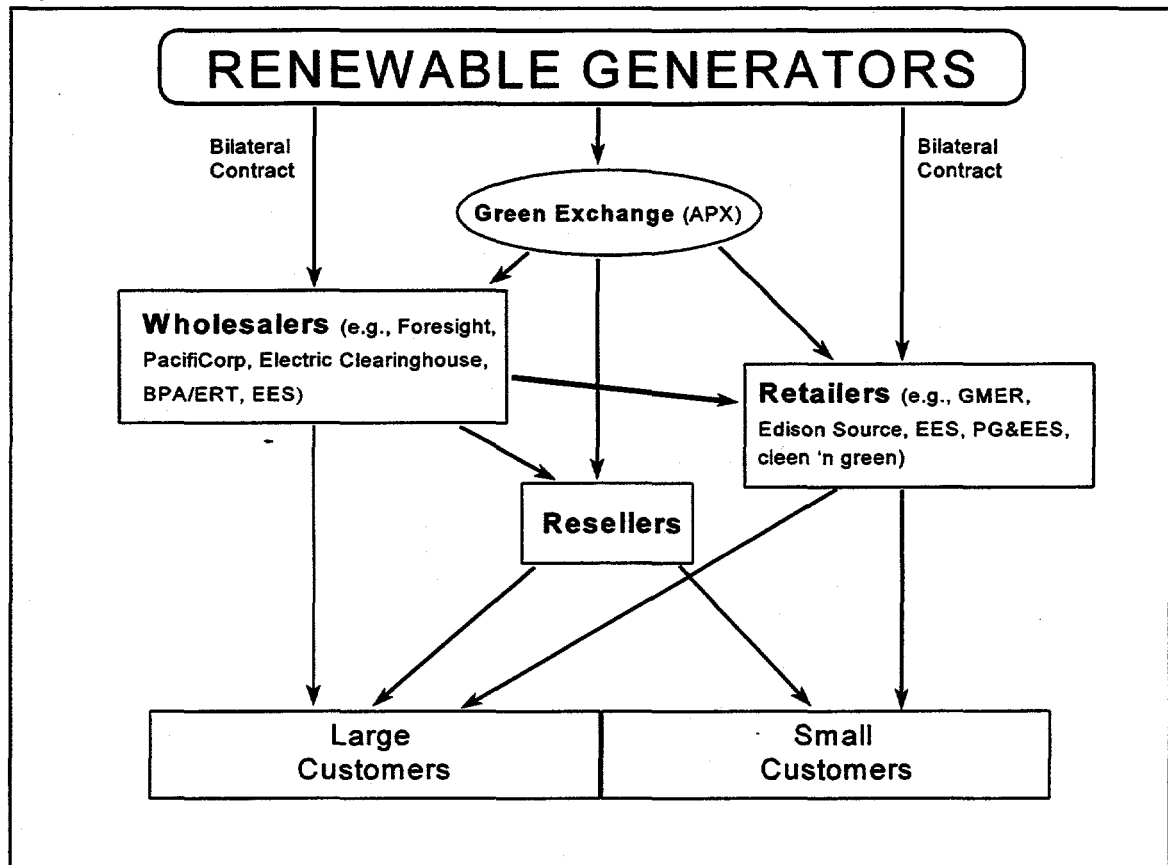 RENEWABLE GENERATORS
Bilateral
Contract
Bilateral
Contract
Green Exchange (APX)
Wholesalers (e.g., Foresight,
PacifiCorp, Electric Clearinghouse,
BPA/ERT, EES)
Retailers (e.g., GMER,
Edison Source, EES, PG&EES,
cleen 'n green)
Resellers
Large
Customers
Small
Customers